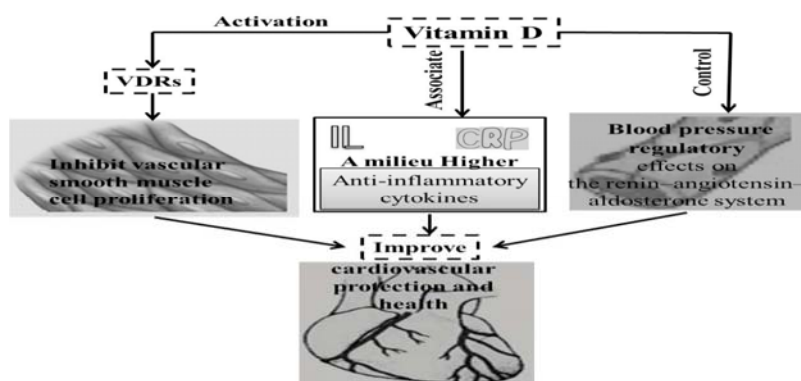 Activation
Vitamin D
VDRs
Associate
Control
Inhibit vascular
smooth muscle
cell proliferation
IL
CRP
A milieu Higher
Anti-inflammatory
cytokines
Blood pressure
regulatory
effects on
the renin–angiotensin–
aldosterone system
Improve
cardiovascular
protection and
health